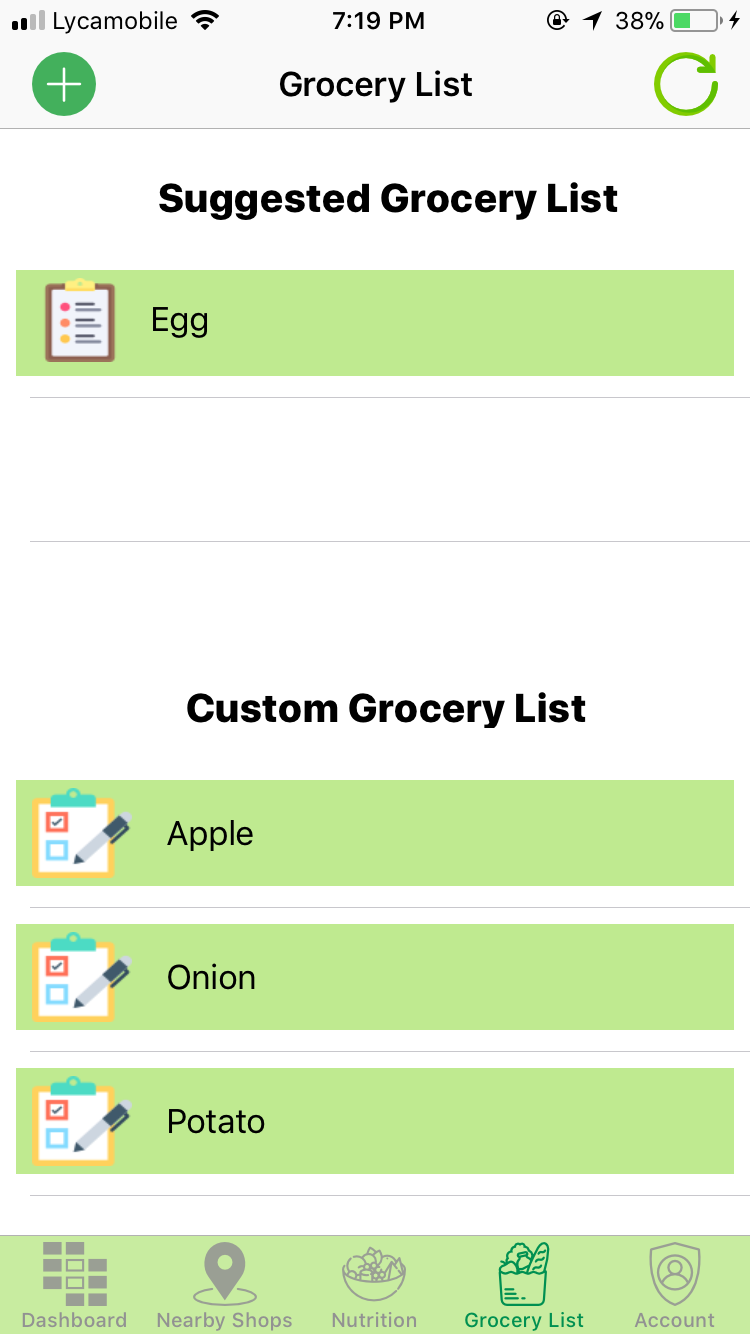 Lycamobile 7:19 PM 38%
Grocery List
Suggested Grocery List
Egg
Custom Grocery List
Apple
Onion
Potato
Dashboard Nearby Shops Nutrition Grocery List Account